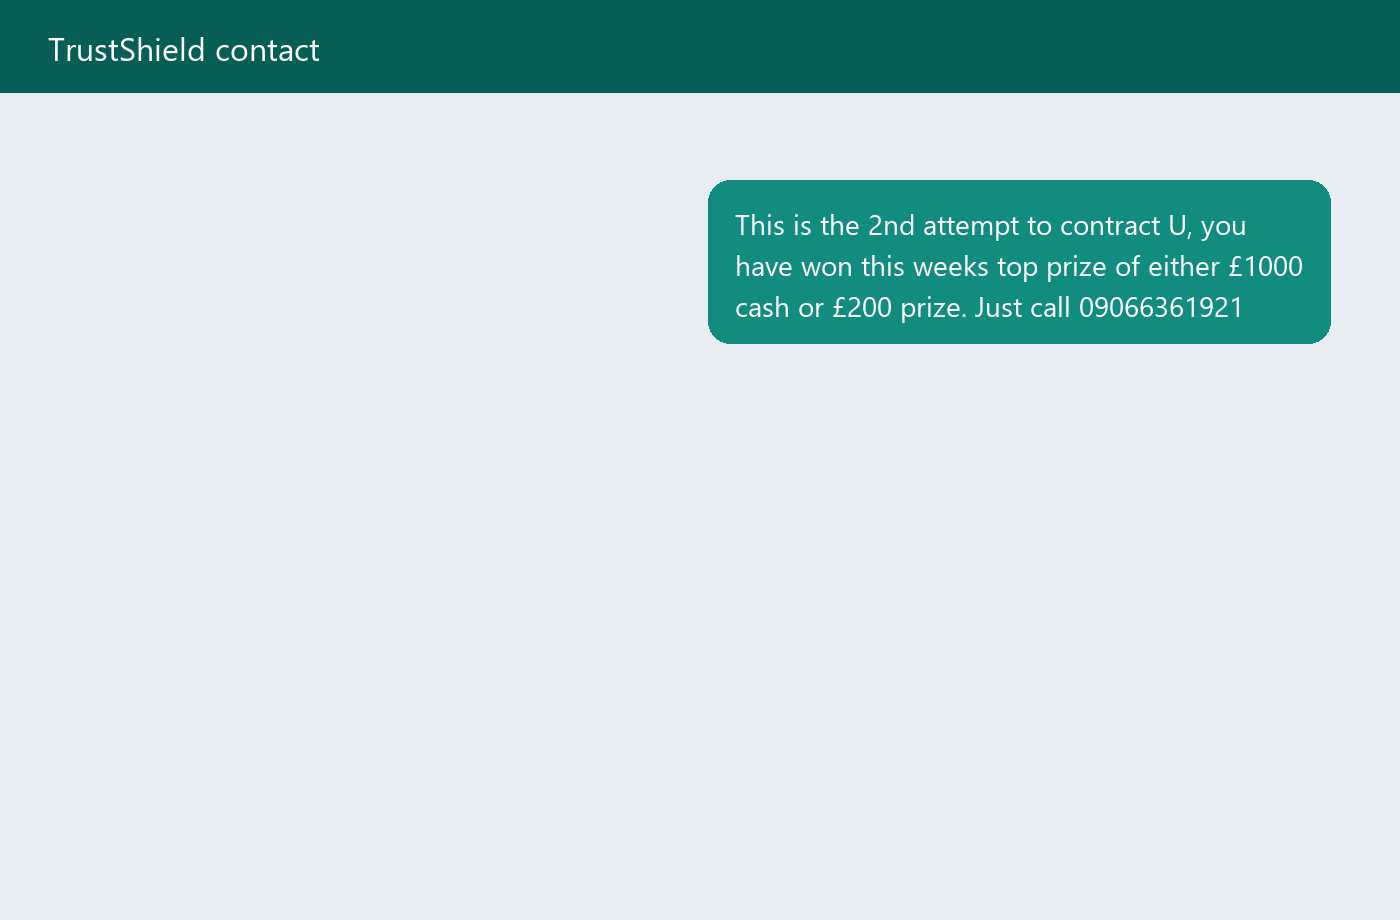 TrustShield contact
This is the 2nd attempt to contract U, you
have won this weeks top prize of either £1000
cash or £200 prize. Just call 09066361921